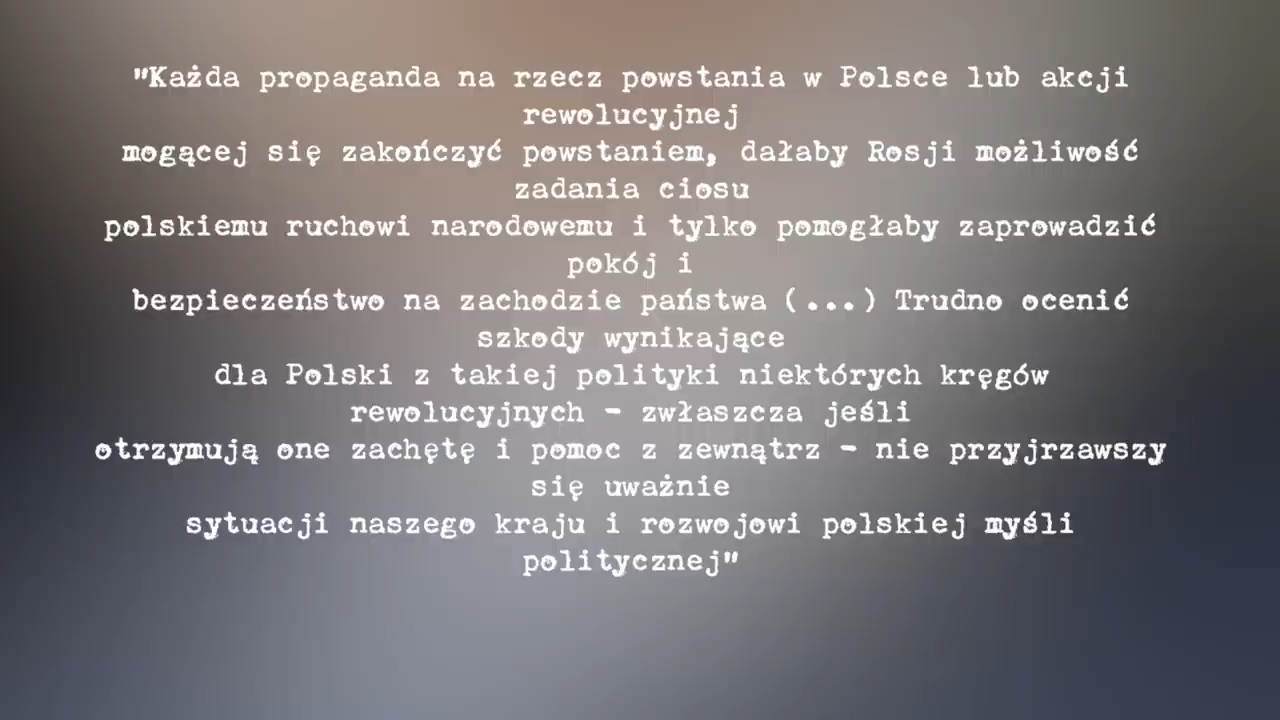 "Każda propaganda na rzecz powstania w Polsce lub akcji
rewolucyjnej
mogącej się zakończyć powstaniem, dałaby Rosji możliwość
zadania ciosu
polskiemu ruchowi narodowemu i tylko pomogłaby zaprowadzić
pokój i
bezpieczeństwo na zachodzie państwa (...) Trudno ocenić
szkody wynikające
dla Polski z takiej polityki niektórych kręgów
rewolucyjnych - zwłaszcza jeśli
otrzymują one zachętę i pomoc z zewnątrz - nie przyjrzawszy
się uważnie
sytuacji naszego kraju i rozwojowi polskiej myśli
politycznej"